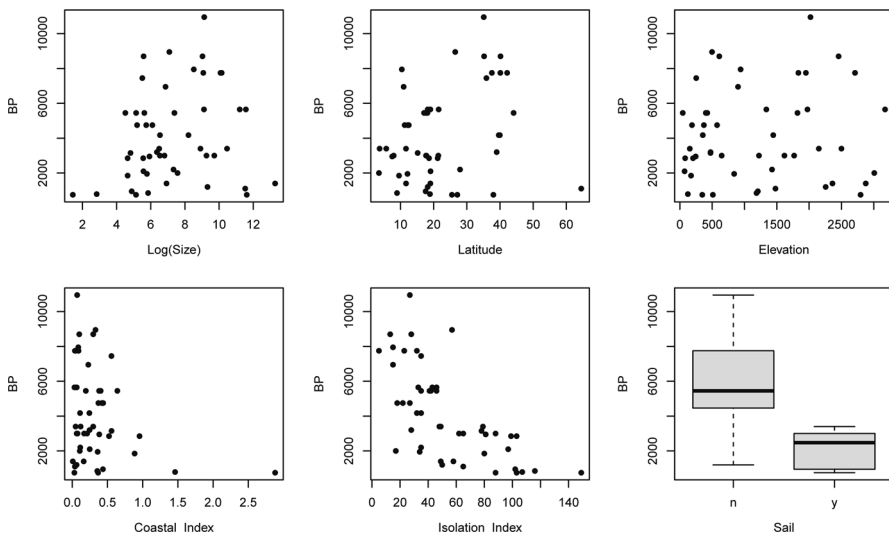 BP
10000
6000
2000
2 4 6 8 10 12
Log(Size)
BP
10000
6000
2000
10 20 30 40 50 60
Latitude
BP
10000
6000
2000
0 500 1500 2500
Elevation
BP
10000
6000
2000
0.0 0.5 1.0 1.5 2.0 2.5
Coastal Index
BP
10000
6000
2000
0 20 40 60 80 100 140
Isolation Index
BP
10000
6000
2000
n y
Sail